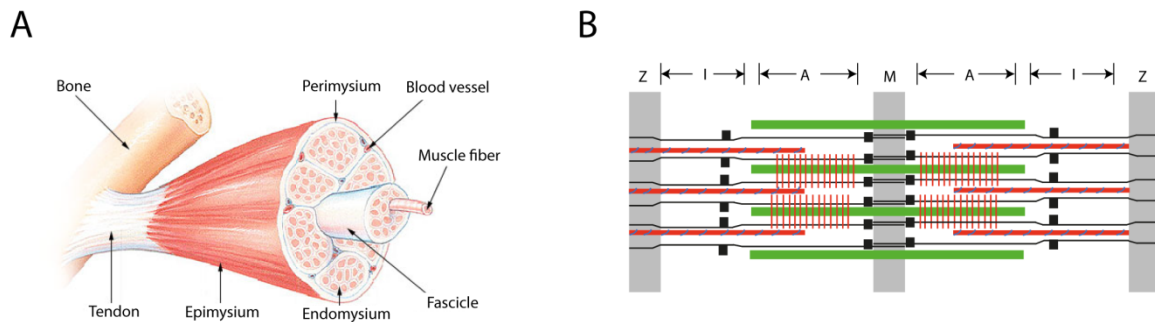 A
Bone
Perimysium
Blood vessel
Muscle fiber
Tendon
Epimysium
Endomysium
Fascicle
B
Z I A M A I Z